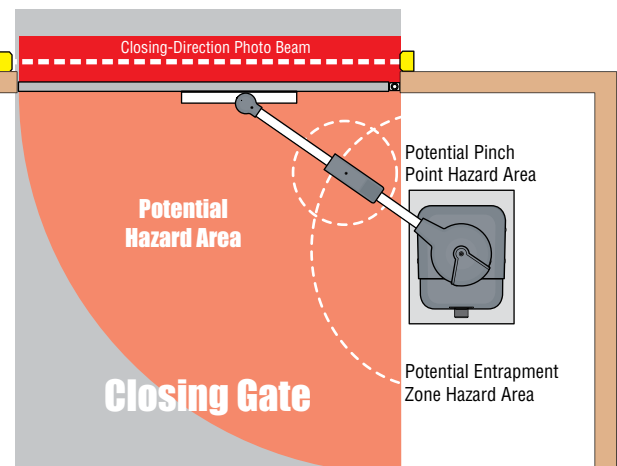 Closing-Direction Photo Beam
Potential Pinch
Point Hazard Area
Potential
Hazard Area
Potential Entrapment
Zone Hazard Area
Closing Gate